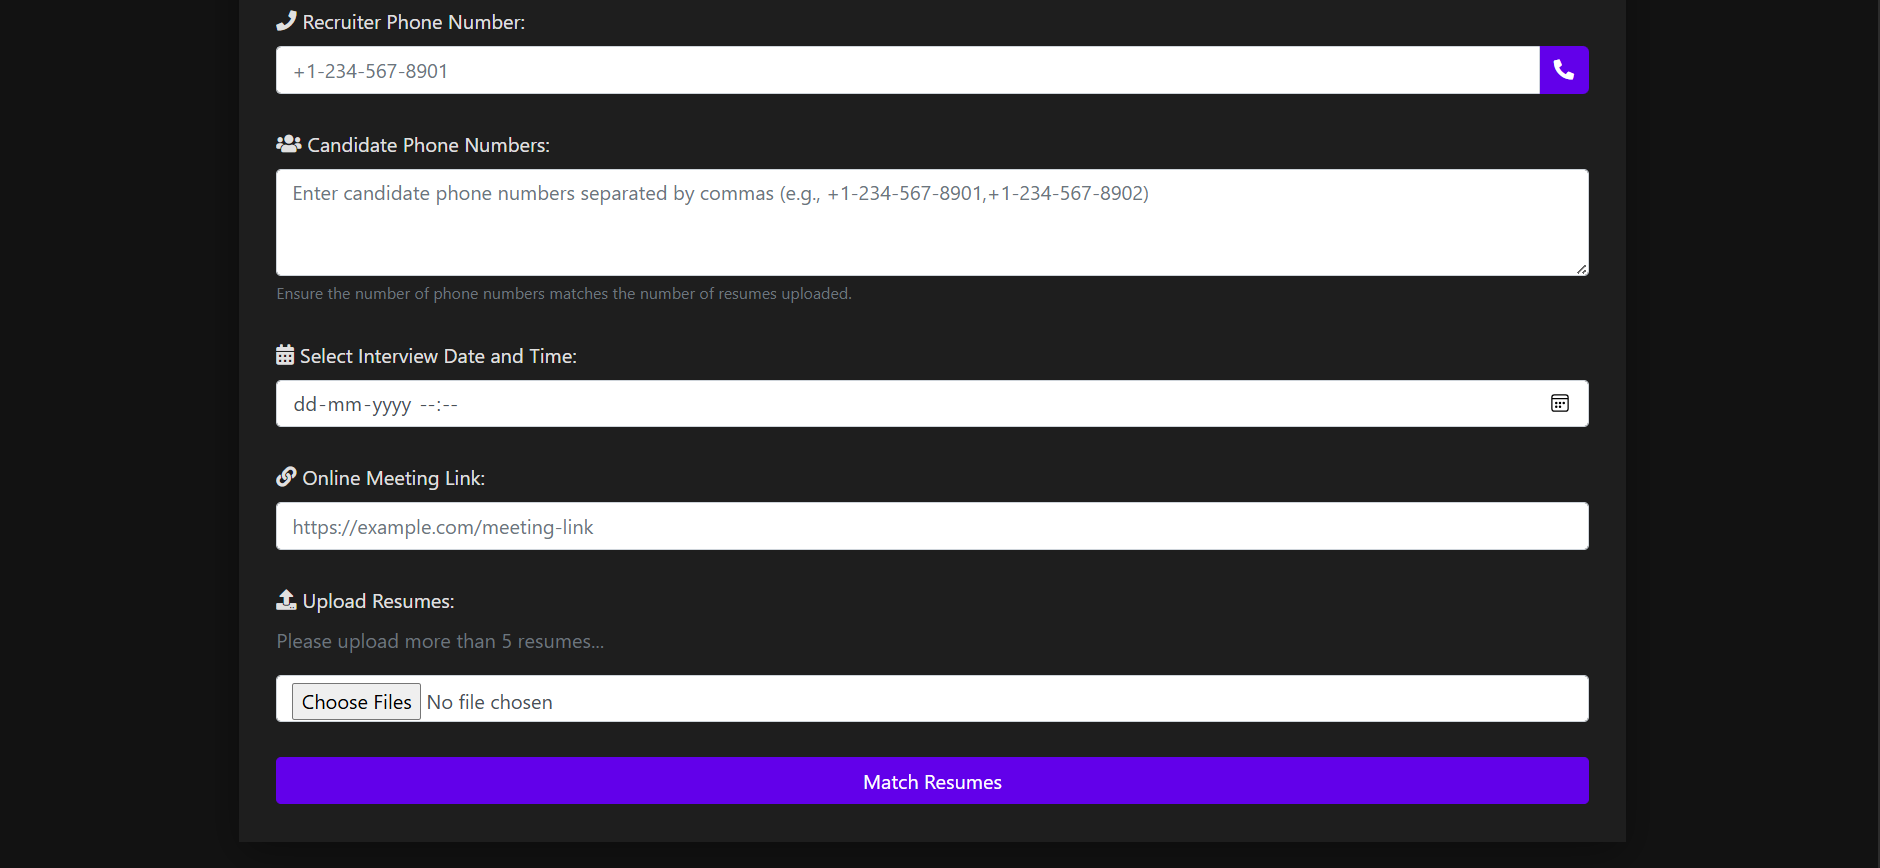 Recruiter Phone Number:
+1-234-567-8901
Candidate Phone Numbers:
Enter candidate phone numbers separated by commas (e.g., +1-234-567-8901,+1-234-567-8902)
Ensure the number of phone numbers matches the number of resumes uploaded.
Select Interview Date and Time:
dd-mm-yyyy --:--
Online Meeting Link:
https://example.com/meeting-link
Upload Resumes:
Please upload more than 5 resumes...
Choose Files No file chosen
Match Resumes